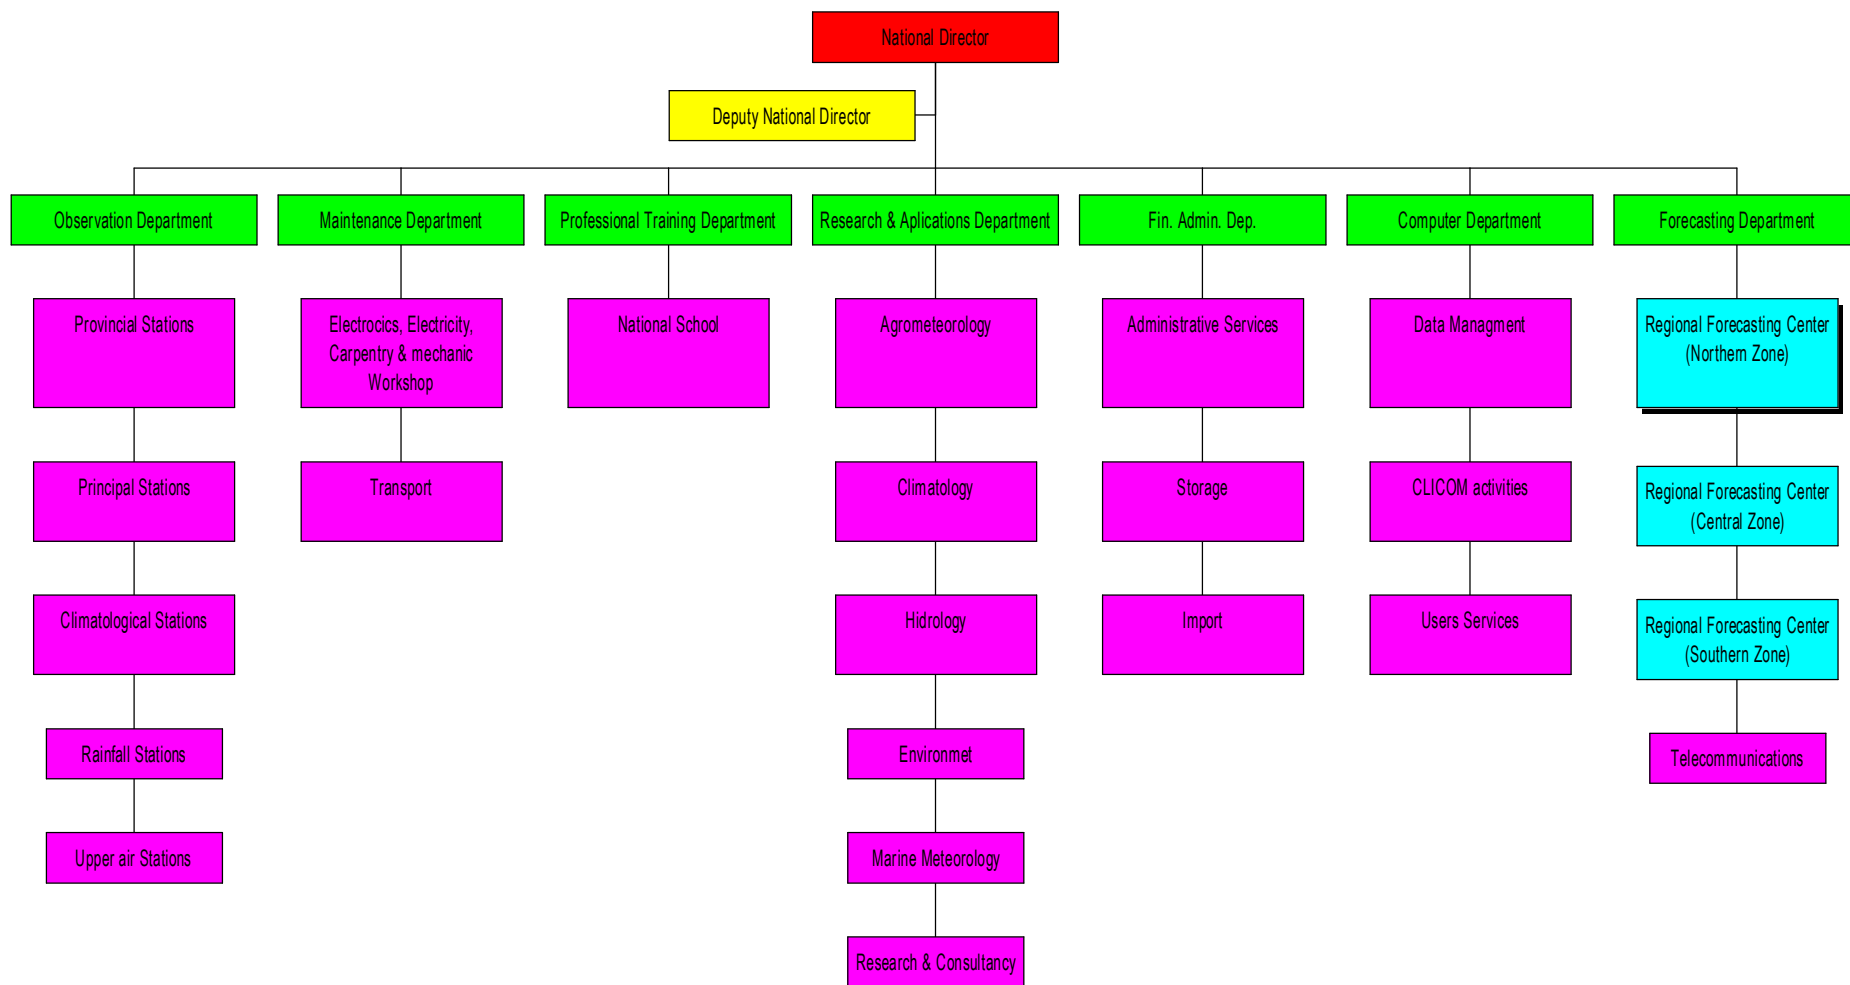 National Director
Deputy National Director
Observation Department
Maintenance Department
Professional Training Department
Research & Aplications Department
Fin. Admin. Dep.
Computer Department
Forecasting Department
Provincial Stations
Electrocics, Electricity,
Carpentry & mechanic
Workshop
National School
Agrometeorology
Administrative Services
Data Managment
Regional Forecasting Center
(Northern Zone)
Principal Stations
Transport
Climatology
Storage
CLICOM activities
Regional Forecasting Center
(Central Zone)
Climatological Stations
Hidrology
Import
Users Services
Regional Forecasting Center
(Southern Zone)
Rainfall Stations
Environmet
Telecommunications
Upper air Stations
Marine Meteorology
Research & Consultancy